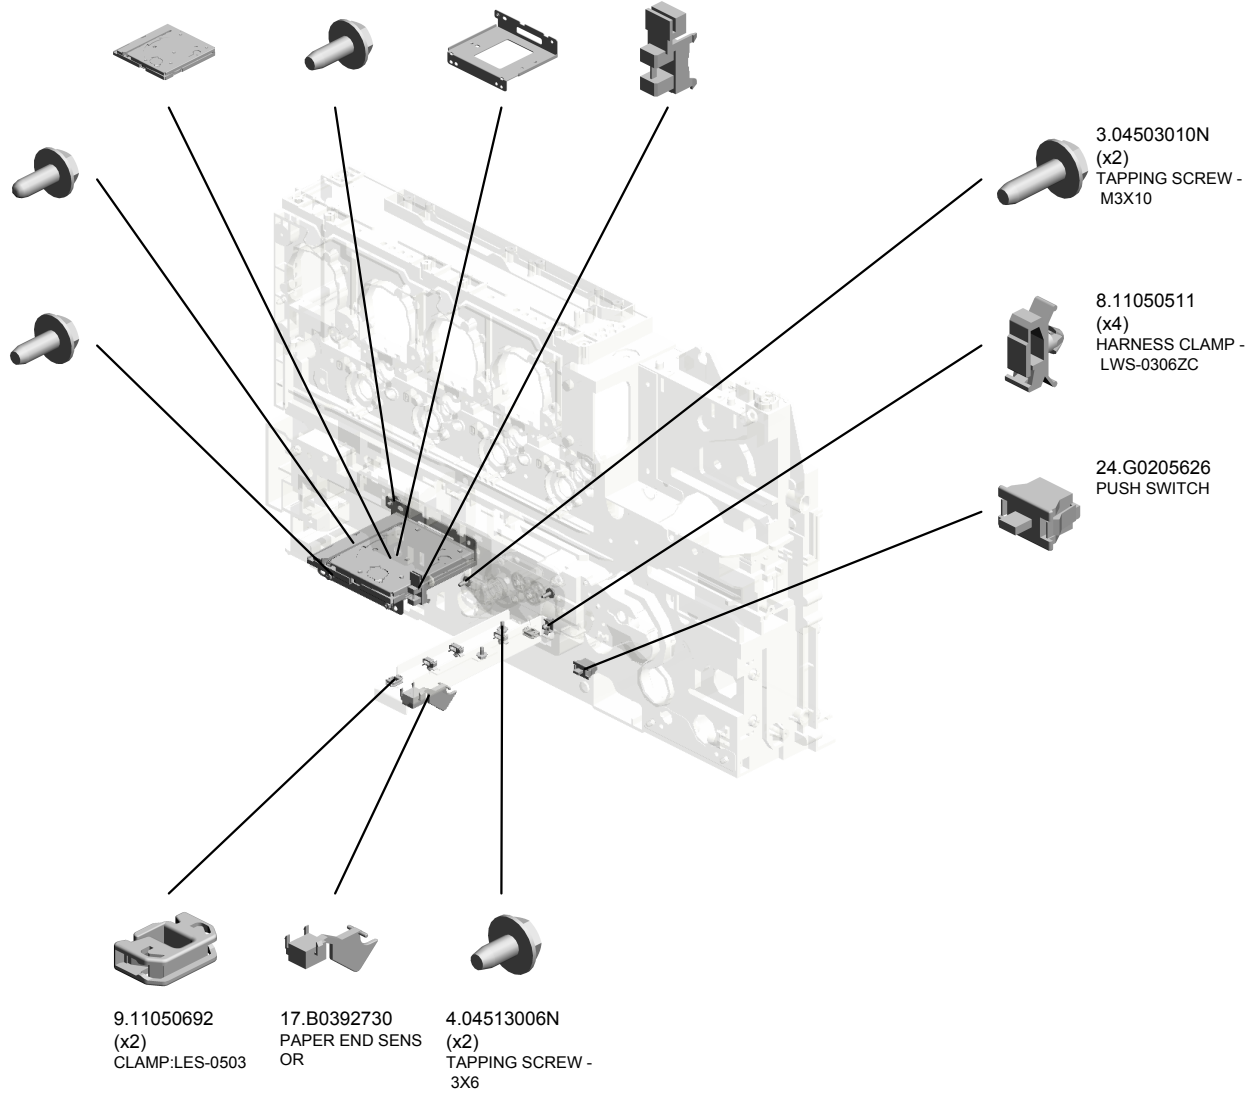 3.04503010N
(x2)
TAPPING SCREW -
M3X10
8.11050511
(x4)
HARNESS CLAMP -
LWS-0306ZC
24.G0205626
PUSH SWITCH
9.11050692
(x2)
CLAMP:LES-0503
17.B0392730
PAPER END SENS
OR
4.04513006N
(x2)
TAPPING SCREW -
3X6